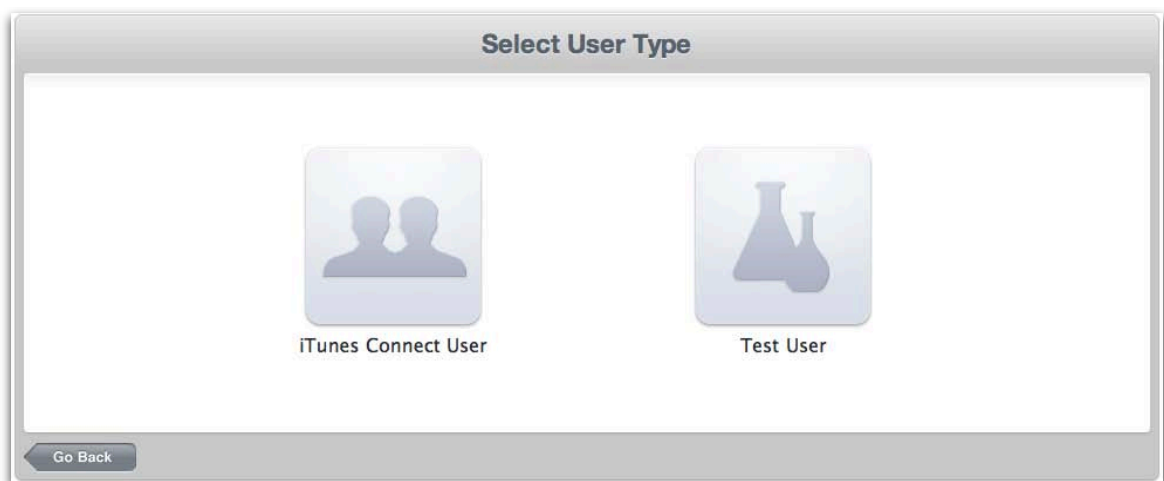 Select User Type
iTunes Connect User
Test User
Go Back